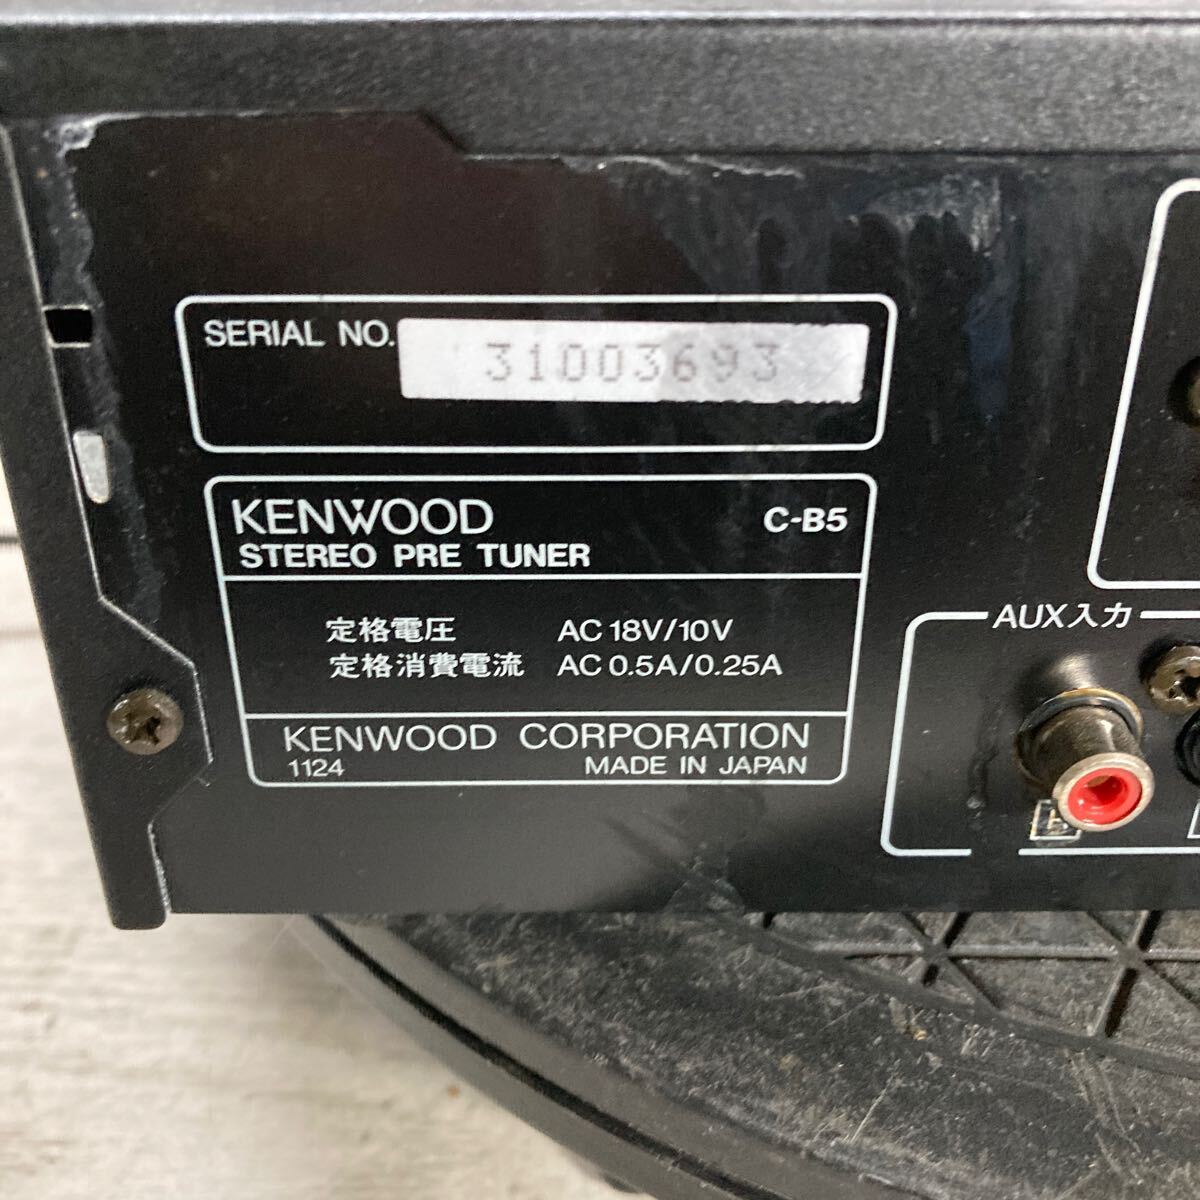 SERIAL NO. 31003693
KENWOOD C-B5
STEREO PRE TUNER
定格電圧 AC 18V/10V
定格消費電流 AC 0.5A/0.25A
KENWOOD CORPORATION
1124 MADE IN JAPAN
AUX入力